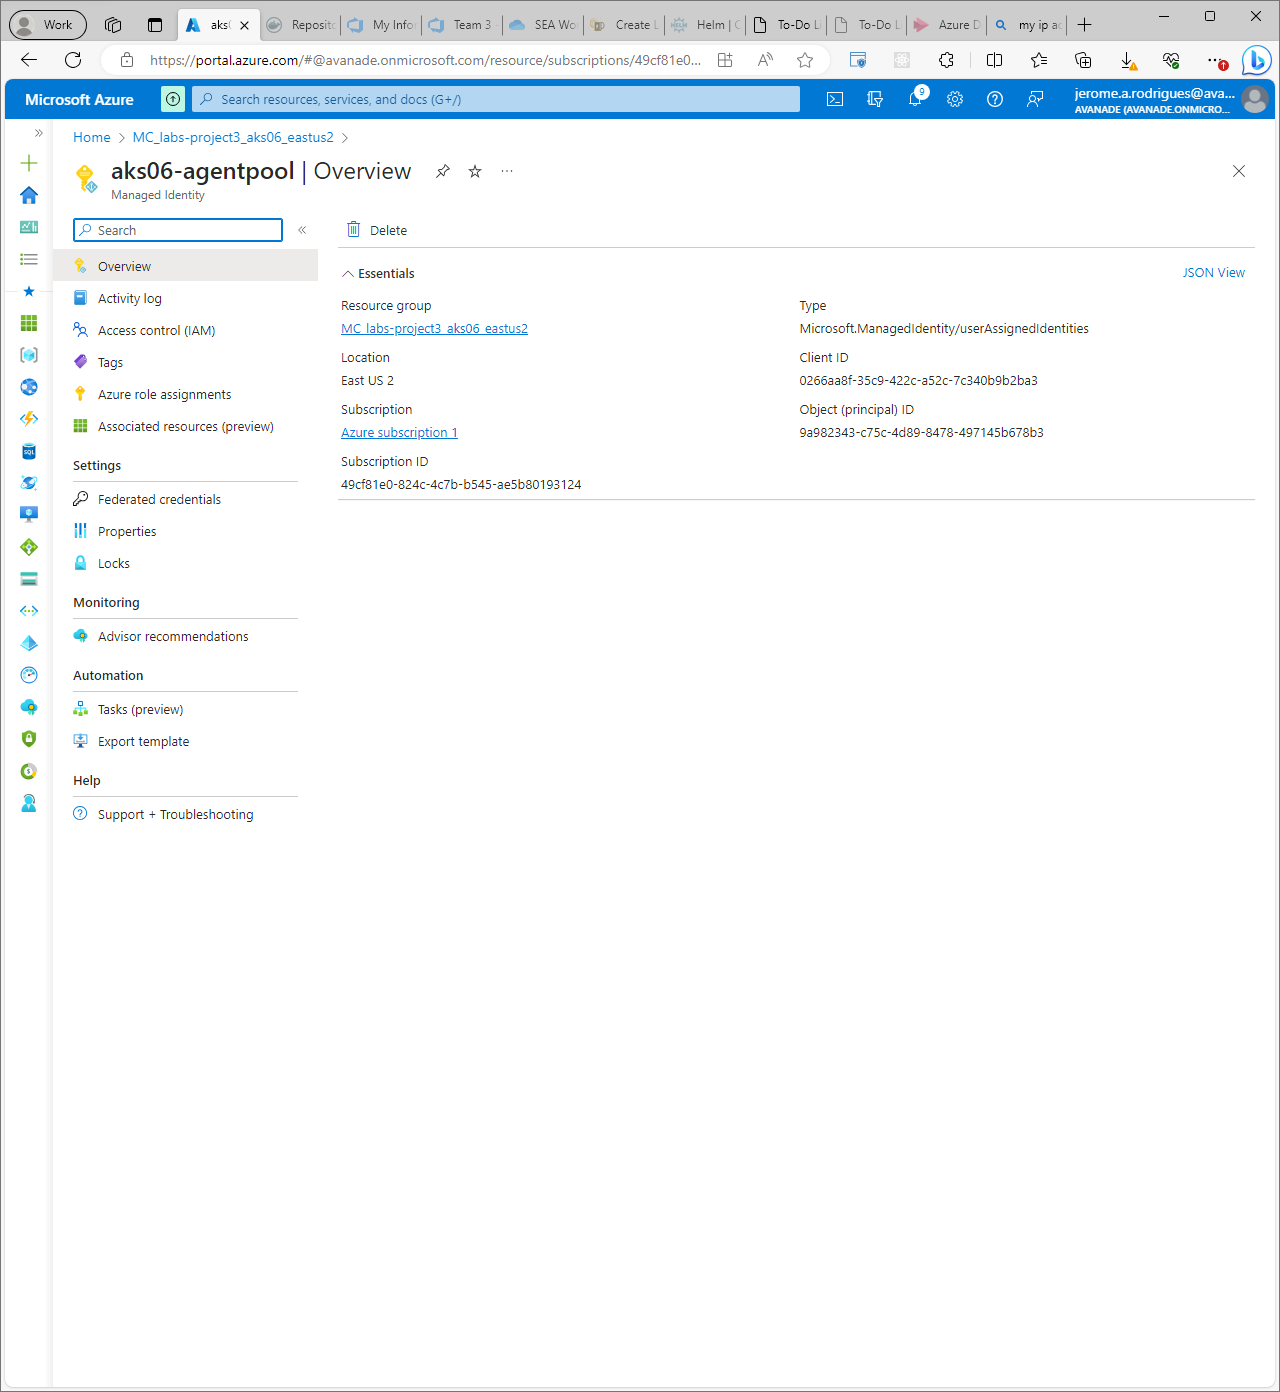 Work
aks(
Reposito
My Infor
Team 3 -
SEA Wo
Create L
Helm | C
To-Do Li
To-Do L
Azure D
my ip ad
https://portal.azure.com/#@avanade.onmicrosoft.com/resource/subscriptions/49cf81e0...
Microsoft Azure
Search resources, services, and docs (G+/)
9
jerome.a.rodrigues@ava...
AVANADE (AVANADE.ONMICRO...
Home > MC_labs-project3_aks06_eastus2 >
aks06-agentpool | Overview
Managed Identity
Search
Delete
Overview
Activity log
Access control (IAM)
Tags
Azure role assignments
Associated resources (preview)
Settings
Federated credentials
Properties
Locks
Monitoring
Advisor recommendations
Automation
Tasks (preview)
Export template
Help
Support + Troubleshooting
Essentials
JSON View
Resource group
MC_labs-project3_aks06_eastus2
Location
East US 2
Subscription
Azure subscription 1
Subscription ID
49cf81e0-824c-4c7b-b545-ae5b80193124
Type
Microsoft.ManagedIdentity/userAssignedIdentities
Client ID
0266aa8f-35c9-422c-a52c-7c340b9b2ba3
Object (principal) ID
9a982343-c75c-4d89-8478-497145b678b3